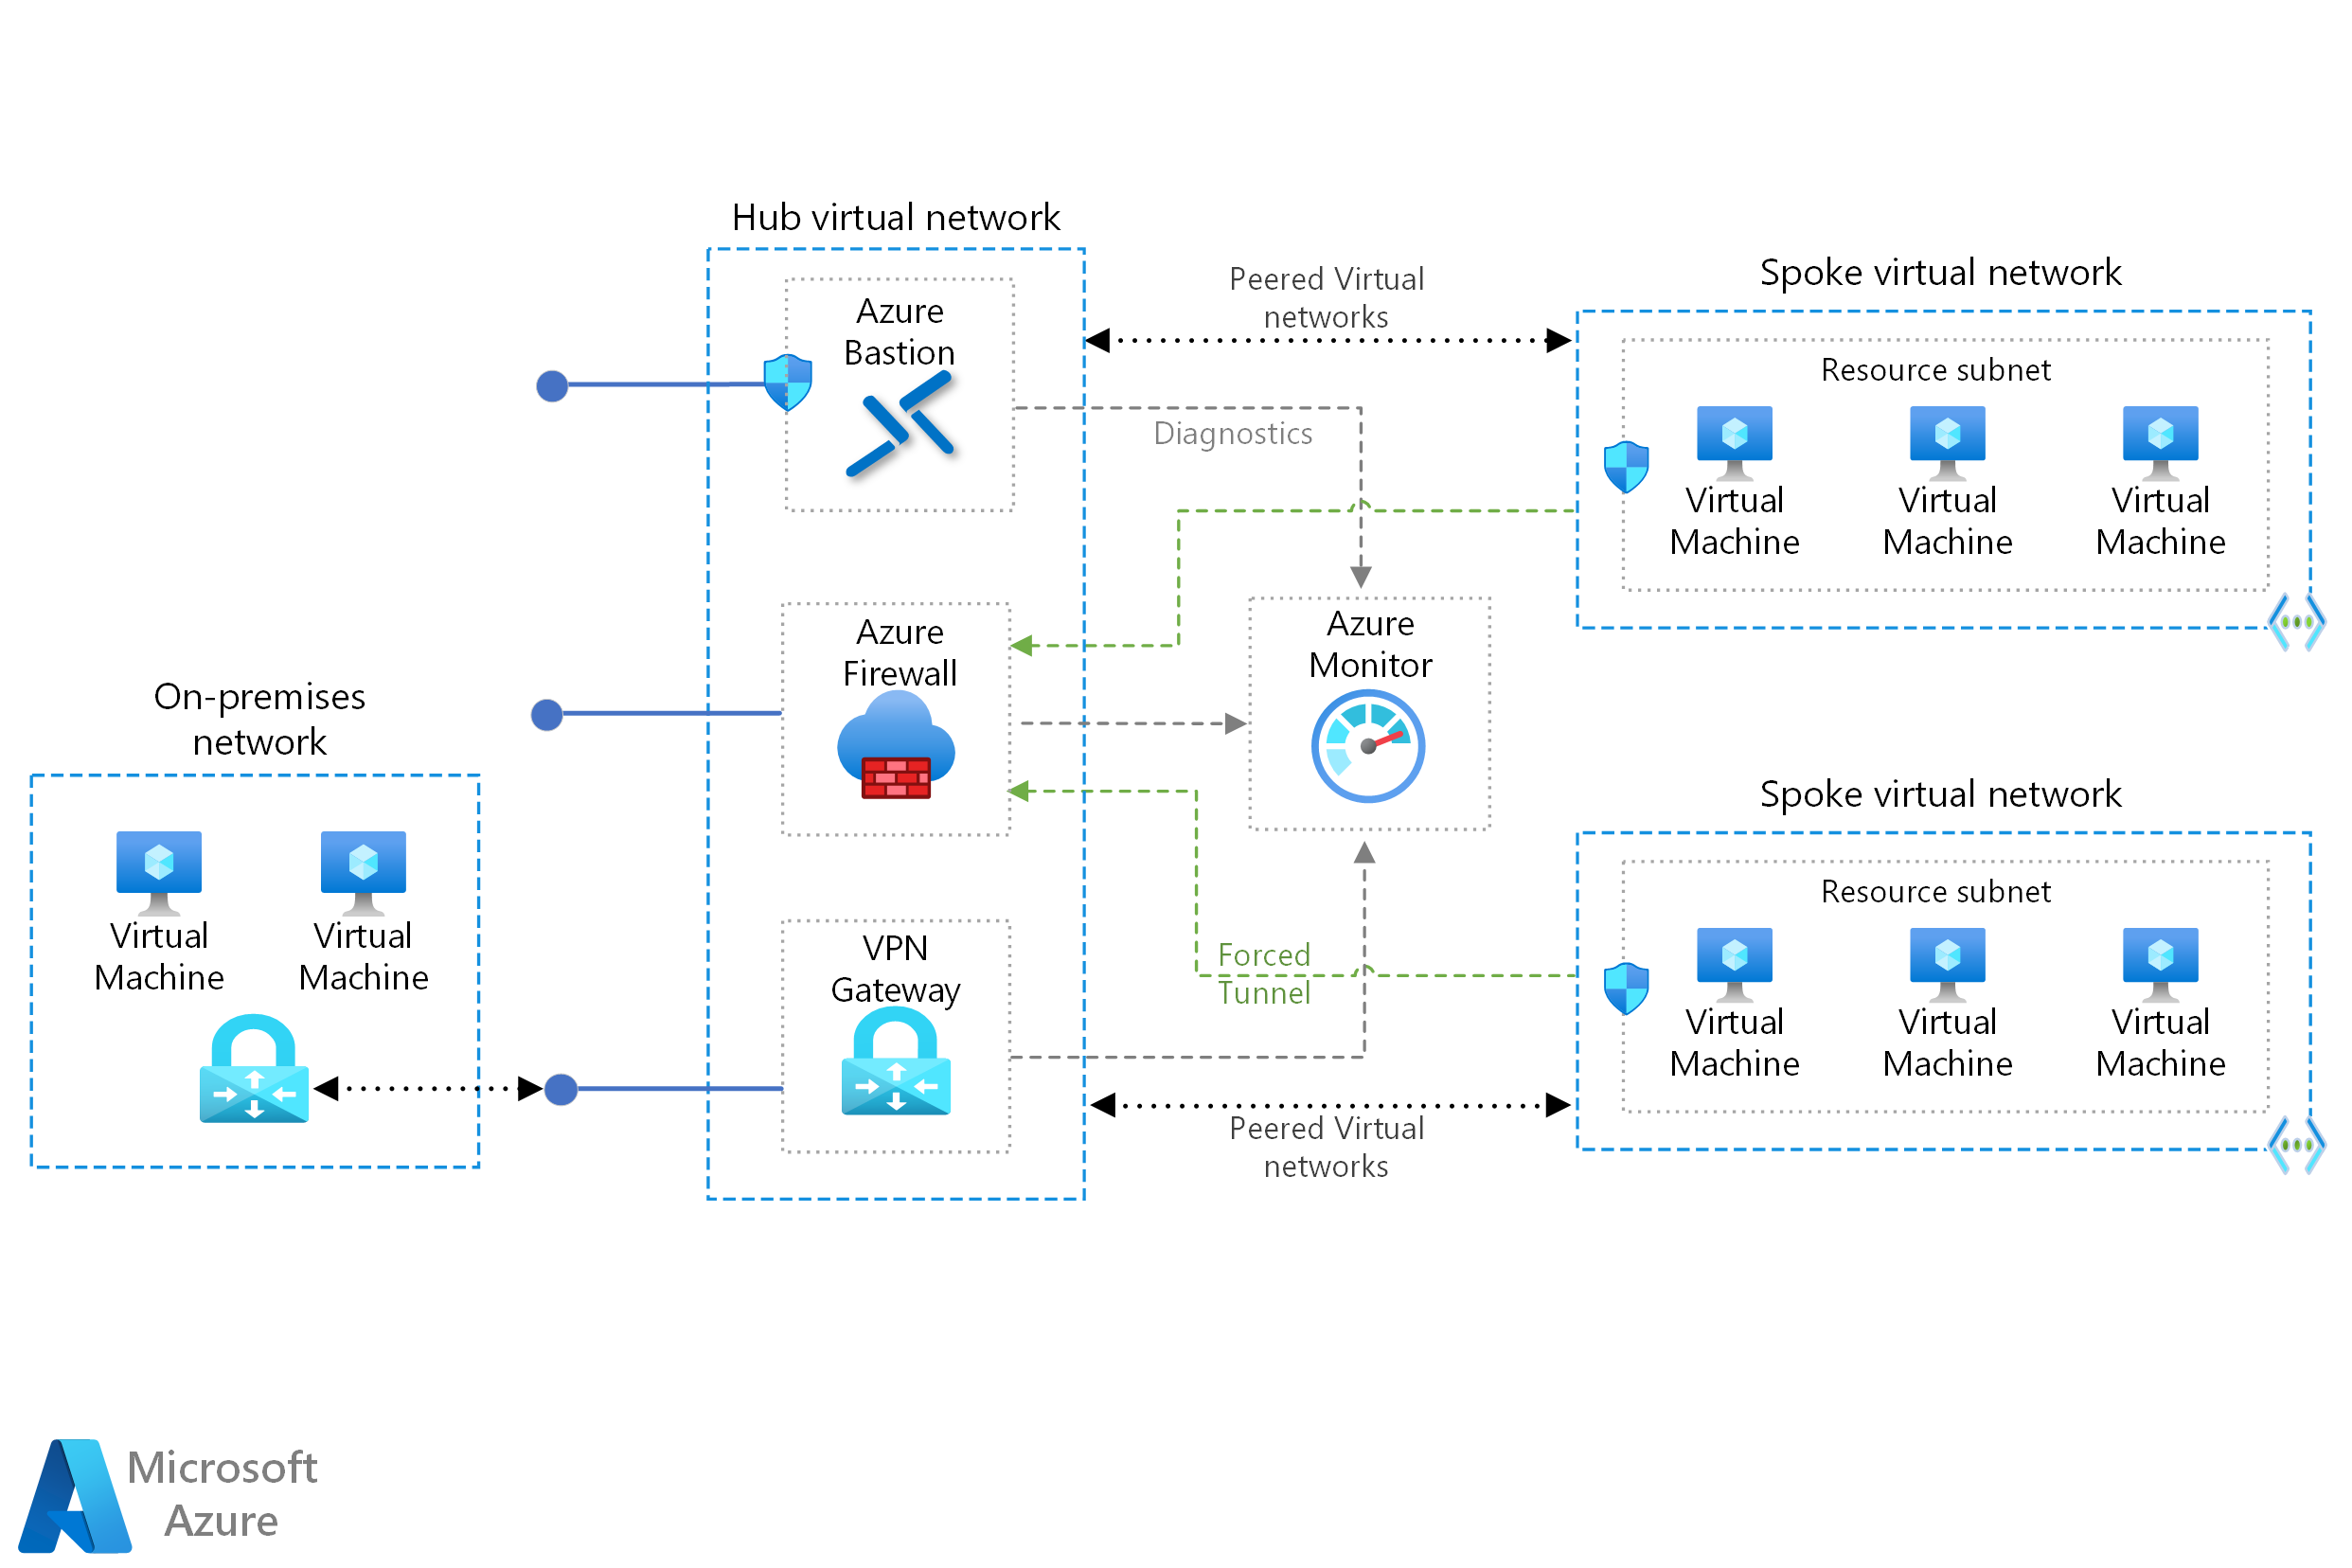 Hub virtual network
Azure
Bastion
Peered Virtual
networks
Diagnostics
Spoke virtual network
Resource subnet
Virtual
Machine
Virtual
Machine
Virtual
Machine
Azure
Firewall
Azure
Monitor
On-premises
network
Virtual
Machine
Virtual
Machine
VPN
Gateway
Forced
Tunnel
Peered Virtual
networks
Spoke virtual network
Resource subnet
Virtual
Machine
Virtual
Machine
Virtual
Machine
Microsoft
Azure